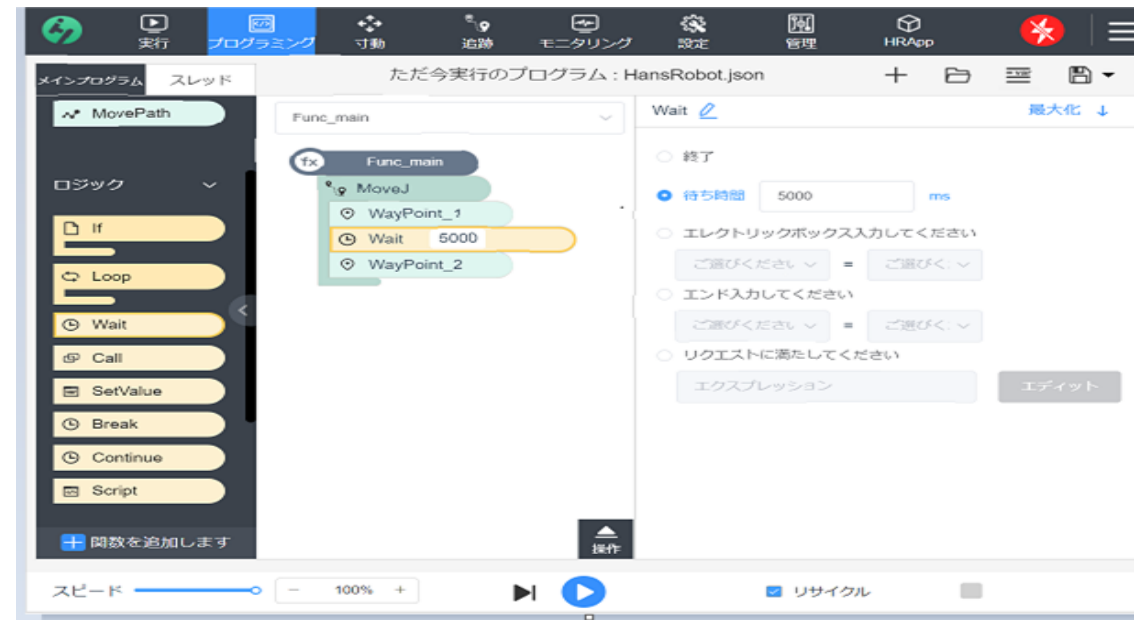 実行
プログラミング
寸動
追跡
モニタリング
設定
管理
HRApp
メインプログラム
スレッド
ただ今実行のプログラム : HansRobot.json
MovePath
ロジック
If
Loop
Wait
Call
SetValue
Break
Continue
Script
関数を追加します
Func_main
fx Func_main
MoveJ
WayPoint_1
Wait 5000
WayPoint_2
操作
Wait
最大化 ↓
終了
待ち時間 5000 ms
エレクトリックボックス入力してください
ご選びくださし = ご選びく:
エンド入力してください
ご選びくださし = ご選びく:
リクエストに満たしてください
エクスプレッション エディット
スピード - 100% +
リサイクル